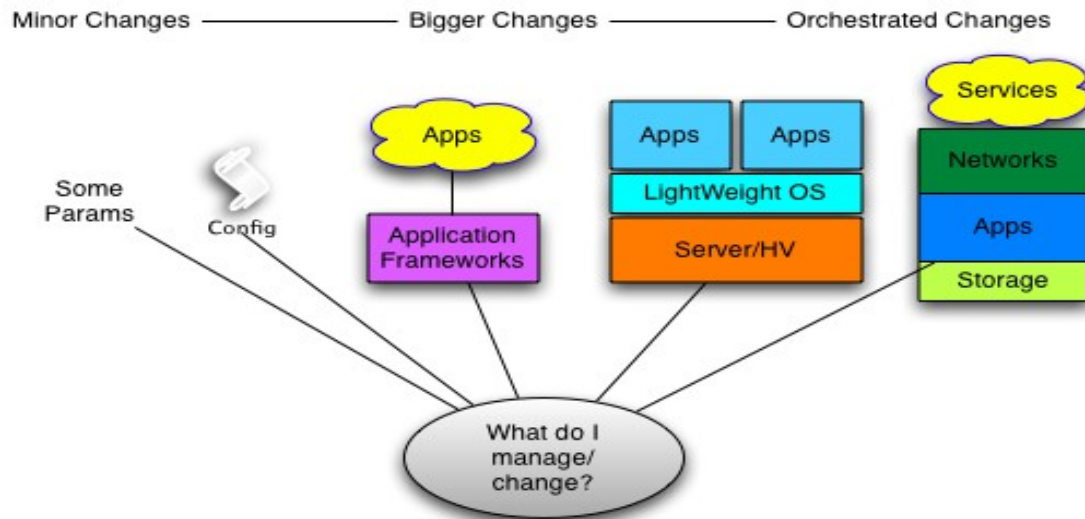 Minor Changes
Bigger Changes
Orchestrated Changes
Services
Apps
Apps
Apps
Networks
Some
Params
Config
LightWeight OS
Application
Frameworks
Server/HV
Apps
Storage
What do I
manage/
change?